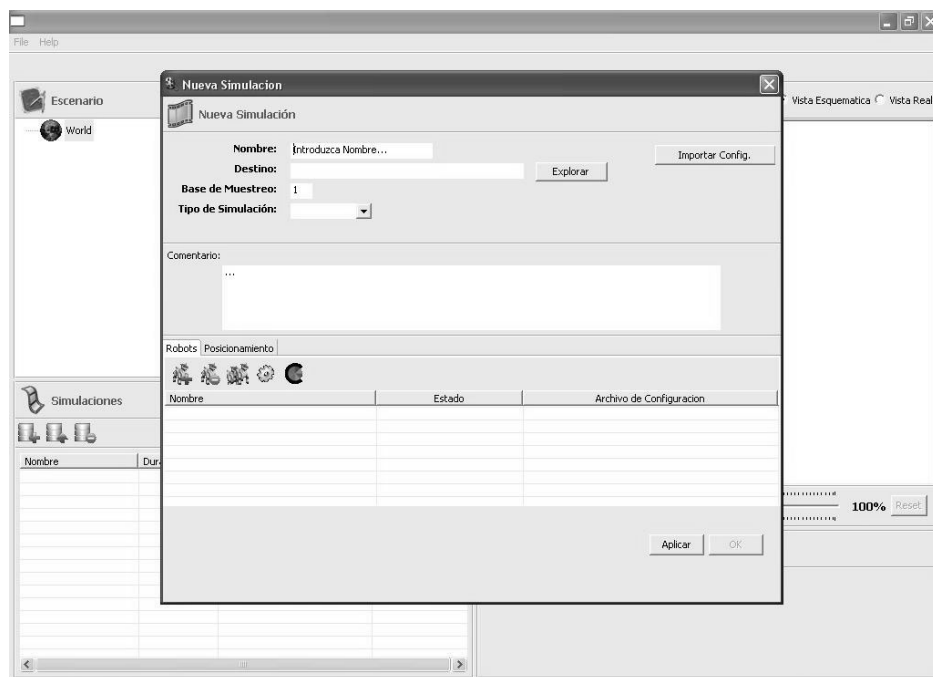 File Help
Escenario
World
Vista Esquematica Vista Real
Nueva Simulacion
Nueva Simulación
Nombre: Introduzca Nombre...
Importar Config.
Destino:
Explorar
Base de Muestreo: 1
Tipo de Simulación:
Comentario:
...
Robots Posicionamiento
Nombre Estado Archivo de Configuracion
Aplicar OK
Simulaciones
Nombre
100% Reset